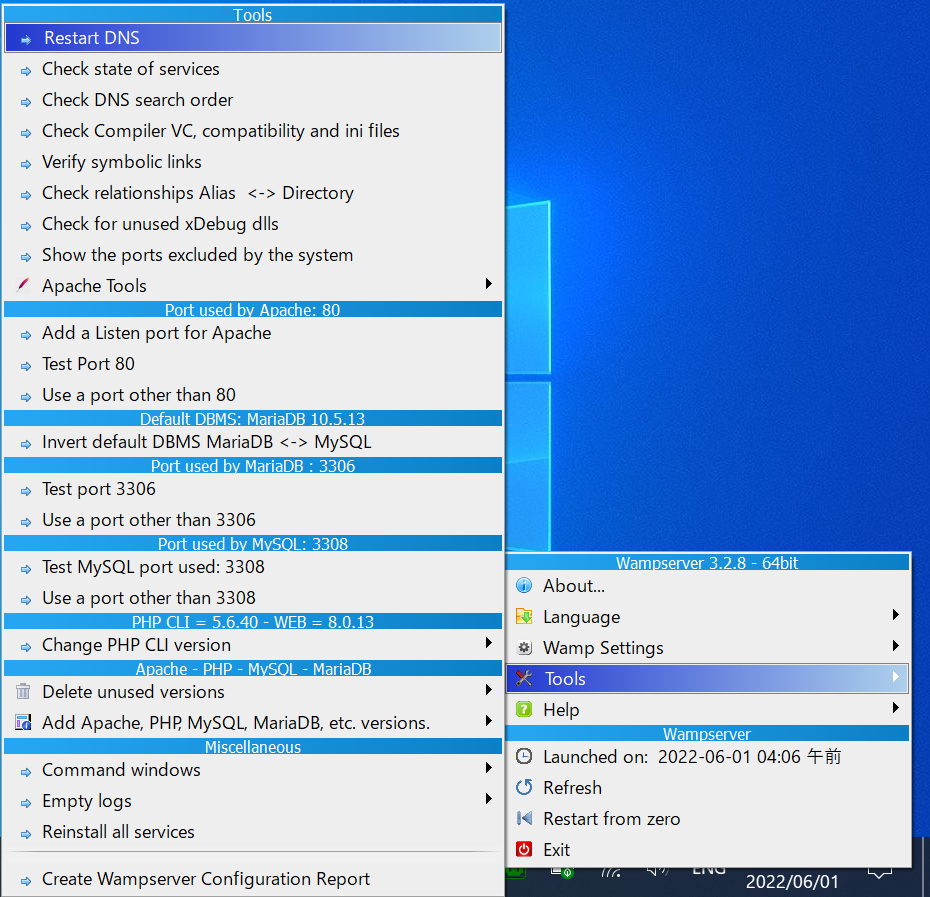 Tools
Restart DNS
Check state of services
Check DNS search order
Check Compiler VC, compatibility and ini files
Verify symbolic links
Check relationships Alias <-> Directory
Check for unused xDebug dlls
Show the ports excluded by the system
Apache Tools
Port used by Apache: 80
Add a Listen port for Apache
Test Port 80
Use a port other than 80
Default DBMS: MariaDB 10.5.13
Invert default DBMS MariaDB <-> MySQL
Port used by MariaDB : 3306
Test port 3306
Use a port other than 3306
Port used by MySQL: 3308
Test MySQL port used: 3308
Use a port other than 3308
PHP CLI = 5.6.40 - WEB = 8.0.13
Change PHP CLI version
Apache - PHP - MySQL - MariaDB
Delete unused versions
Add Apache, PHP, MySQL, MariaDB, etc. versions.
Miscellaneous
Command windows
Empty logs
Reinstall all services
Create Wampserver Configuration Report
Wampserver 3.2.8 - 64bit
About...
Language
Wamp Settings
Tools
Help
Wampserver
Launched on: 2022-06-01 04:06 午前
Refresh
Restart from zero
Exit
ENG
2022/06/01